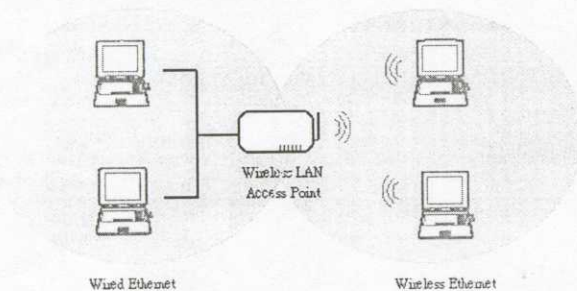 Wireless LAN
Access Point
Wired Ethernet
Wireless Ethernet